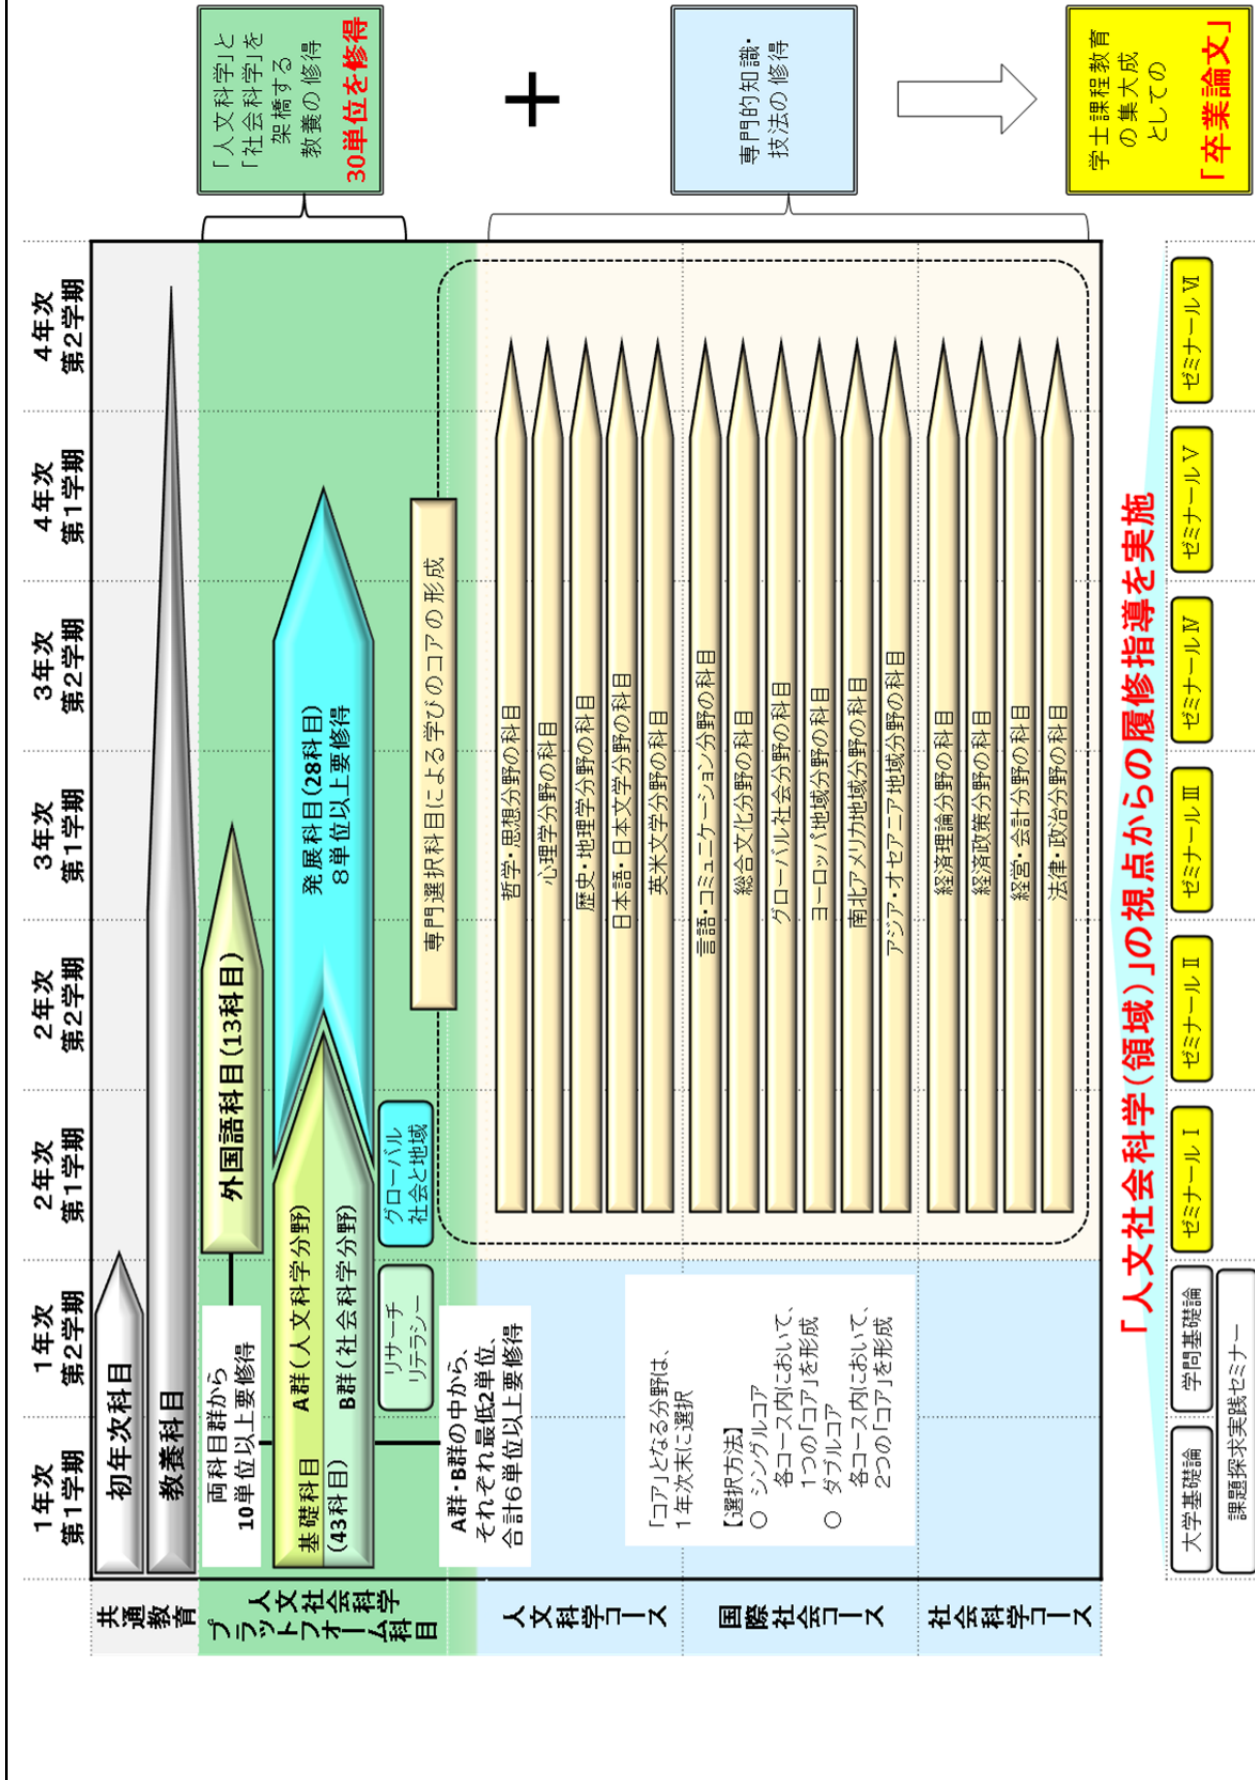 1年次
第1学期
1年次
第2学期
2年次
第1学期
2年次
第2学期
3年次
第1学期
3年次
第2学期
4年次
第1学期
4年次
第2学期
共通教育
初年次科目
教養科目
人文社会科学
プラットフォーム科目
両科目群から
10単位以上要修得
外国語科目(13科目)
基礎科目
(43科目)
A群(人文科学分野)
B群(社会科学分野)
発展科目(28科目)
8単位以上要修得
リサーチ
リテラシー
グローバル
社会と地域
A群・B群の中から、
それぞれ最低2単位、
合計6単位以上要修得
専門選択科目による学びのコアの形成
人文科学コース
国際社会コース
社会科学コース
「コア」となる分野は、
1年次末に選択
【選択方法】
○ シングルコア
各コース内において、
1つの「コア」を形成
○ ダブルコア
各コース内において、
2つの「コア」を形成
哲学・思想分野の科目
心理学分野の科目
歴史・地理学分野の科目
日本語・日本文学分野の科目
英米文学分野の科目
言語・コミュニケーション分野の科目
総合文化分野の科目
グローバル社会分野の科目
ヨーロッパ地域分野の科目
南北アメリカ地域分野の科目
アジア・オセアニア地域分野の科目
経済理論分野の科目
経済政策分野の科目
経営・会計分野の科目
法律・政治分野の科目
「人文科学」と
「社会科学」を
架橋する
教養の修得
30単位を修得
+
専門的知識・
技法の修得
学士課程教育
の集大成
としての
「卒業論文」
「人文社会科学(領域)」の視点からの履修指導を実施
大学基礎論
学問基礎論
課題探求実践セミナー
ゼミナールⅠ
ゼミナールⅡ
ゼミナールⅢ
ゼミナールⅣ
ゼミナールⅤ
ゼミナールⅥ